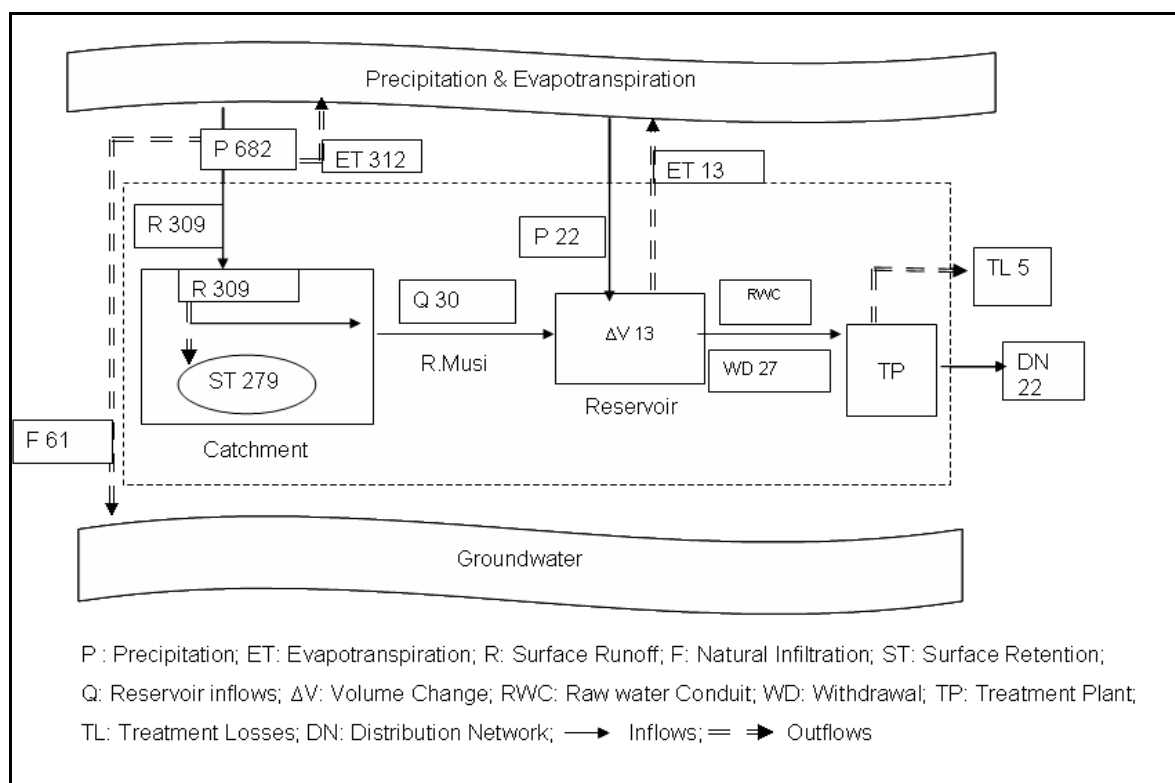 Precipitation & Evapotranspiration
P 682
ET 312
ET 13
R 309
P 22
TL 5
R 309
Q 30
RWC
ΔV 13
ST 279
R.Musi
WD 27
TP
DN
22
Reservoir
F 61
Catchment
Groundwater
P : Precipitation; ET: Evapotranspiration; R: Surface Runoff; F: Natural Infiltration; ST: Surface Retention;
Q: Reservoir inflows; ΔV: Volume Change; RWC: Raw water Conduit; WD: Withdrawal; TP: Treatment Plant;
TL: Treatment Losses; DN: Distribution Network; Inflows; Outflows